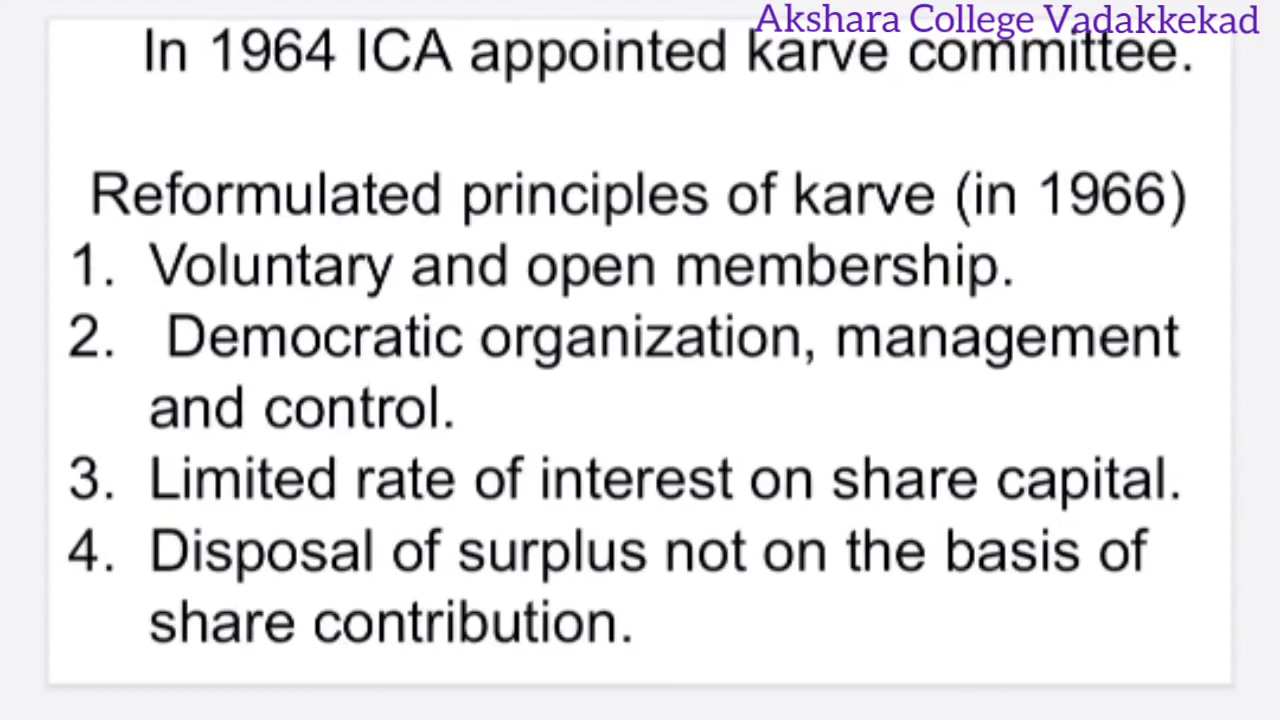 Akshara College Vadakkekad
In 1964 ICA appointed karve committee.
Reformulated principles of karve (in 1966)
1. Voluntary and open membership.
2. Democratic organization, management
and control.
3. Limited rate of interest on share capital.
4. Disposal of surplus not on the basis of
share contribution.